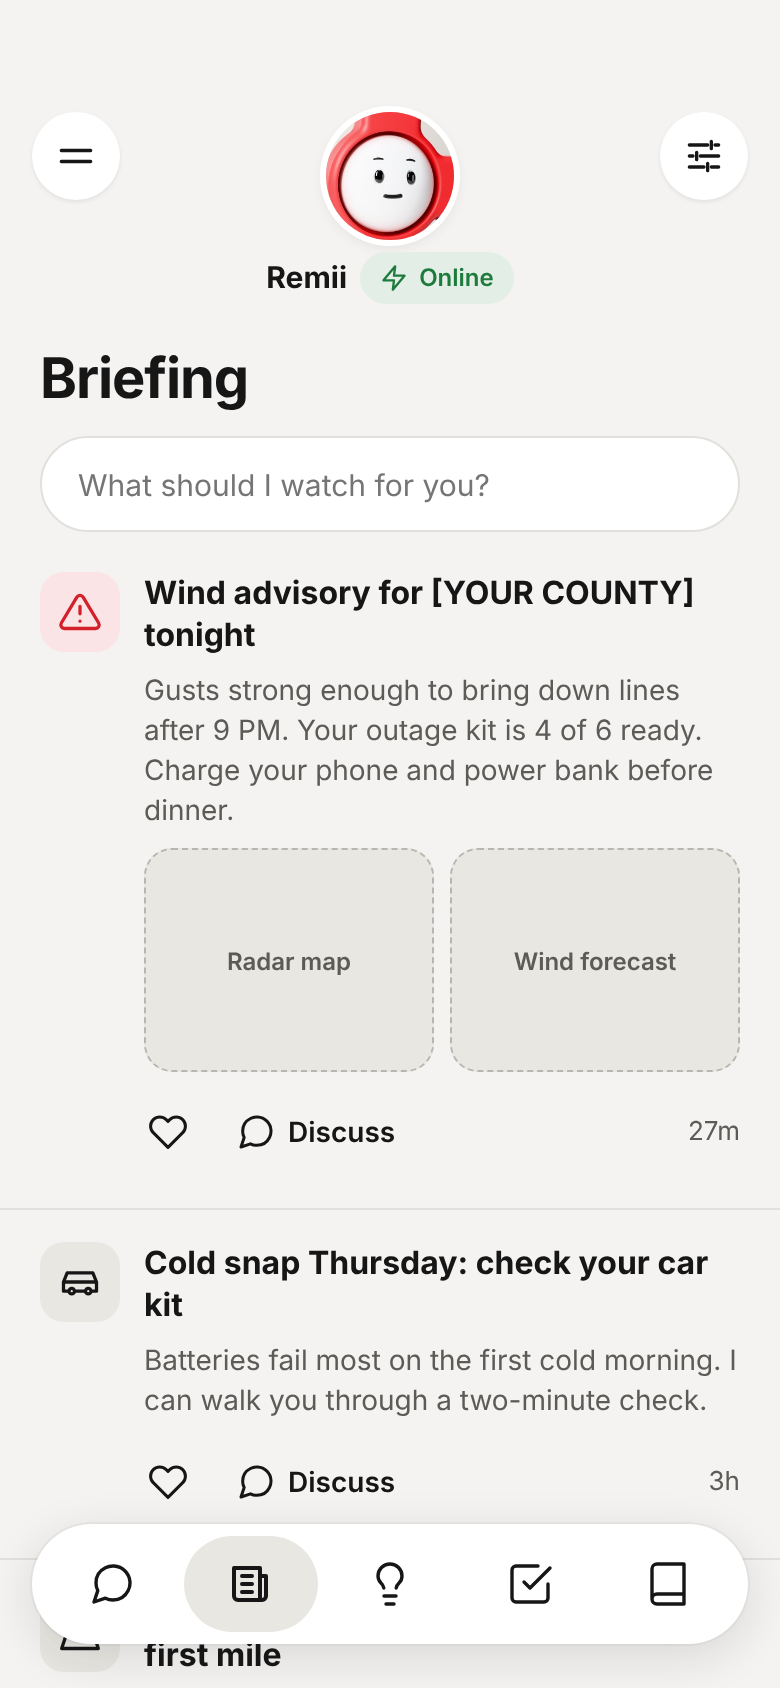 Remii
Online
Briefing
What should I watch for you?
Wind advisory for [YOUR COUNTY]
tonight
Gusts strong enough to bring down lines
after 9 PM. Your outage kit is 4 of 6 ready.
Charge your phone and power bank before
dinner.
Radar map
Wind forecast
Discuss
27m
Cold snap Thursday: check your car
kit
Batteries fail most on the first cold morning. I
can walk you through a two-minute check.
Discuss
3h
first mile